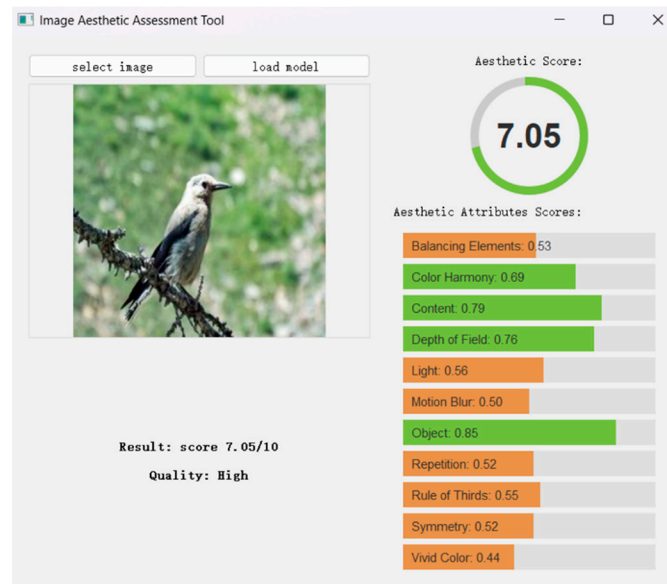 Image Aesthetic Assessment Tool
select image
load model
Aesthetic Score:
7.05
Aesthetic Attributes Scores:
Balancing Elements: 0.53
Color Harmony: 0.69
Content: 0.79
Depth of Field: 0.76
Light: 0.56
Motion Blur: 0.50
Object: 0.85
Repetition: 0.52
Rule of Thirds: 0.55
Symmetry: 0.52
Vivid Color: 0.44
Result: score 7.05/10
Quality: High